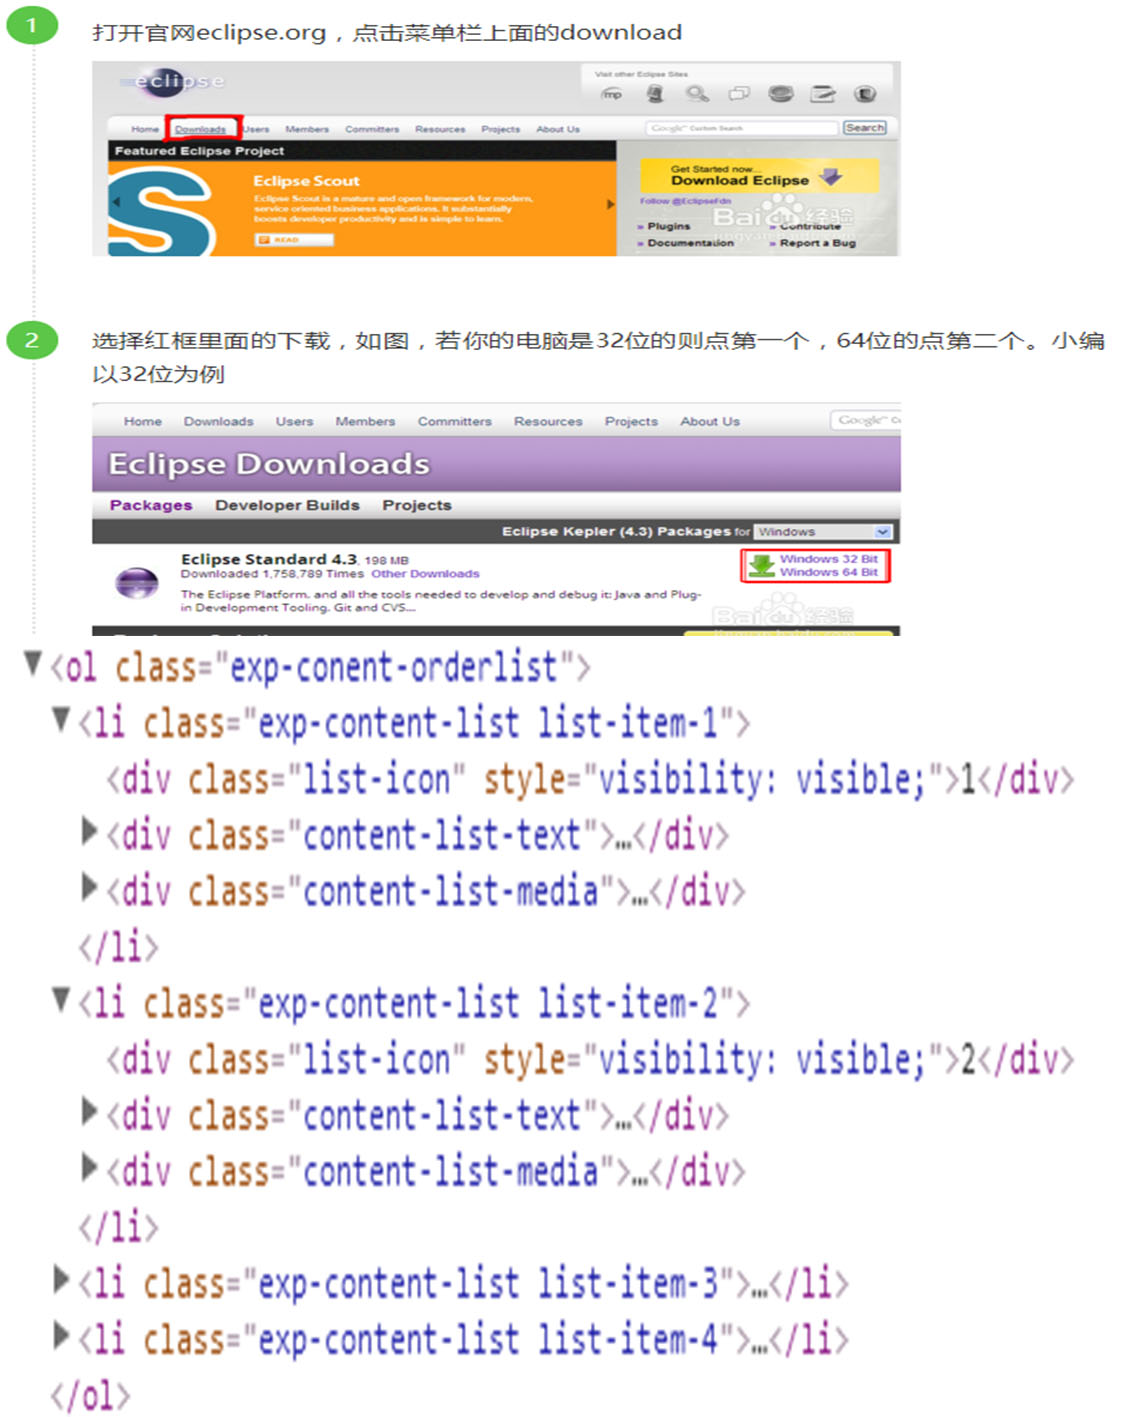 1
打开官网eclipse.org，点击菜单栏上面的download
eclipse
Visit other Eclipse Sites
Home Downloads Users Members Committers Resources Projects About Us
Google™ Custom Search
Search
Featured Eclipse Project
Eclipse Scout
Eclipse Scout is a mature and open framework for modern,
service oriented business applications. It substantially
boosts developer productivity and is simple to learn.
READ
Get Started now...
Download Eclipse
Follow @EclipseFdn
» Plugins » Contribute
» Documentation » Report a Bug
Baidu 经验
2
选择红框里面的下载，如图，若你的电脑是32位的则点第一个，64位的点第二个。小编
以32位为例
Home Downloads Users Members Committers Resources Projects About Us
Google™
Eclipse Downloads
Packages Developer Builds Projects
Eclipse Kepler (4.3) Packages for Windows
Eclipse Standard 4.3, 198 MB
Downloaded 1,758,789 Times Other Downloads
The Eclipse Platform, and all the tools needed to develop and debug it: Java and Plug-
in Development Tooling, Git and CVS...
Windows 32 Bit
Windows 64 Bit
Baidu 经验
<ol class="exp-conent-orderlist">
<li class="exp-content-list list-item-1">
<div class="list-icon" style="visibility: visible;">1</div>
<div class="content-list-text">…</div>
<div class="content-list-media">…</div>
</li>
<li class="exp-content-list list-item-2">
<div class="list-icon" style="visibility: visible;">2</div>
<div class="content-list-text">…</div>
<div class="content-list-media">…</div>
</li>
<li class="exp-content-list list-item-3">…</li>
<li class="exp-content-list list-item-4">…</li>
</ol>